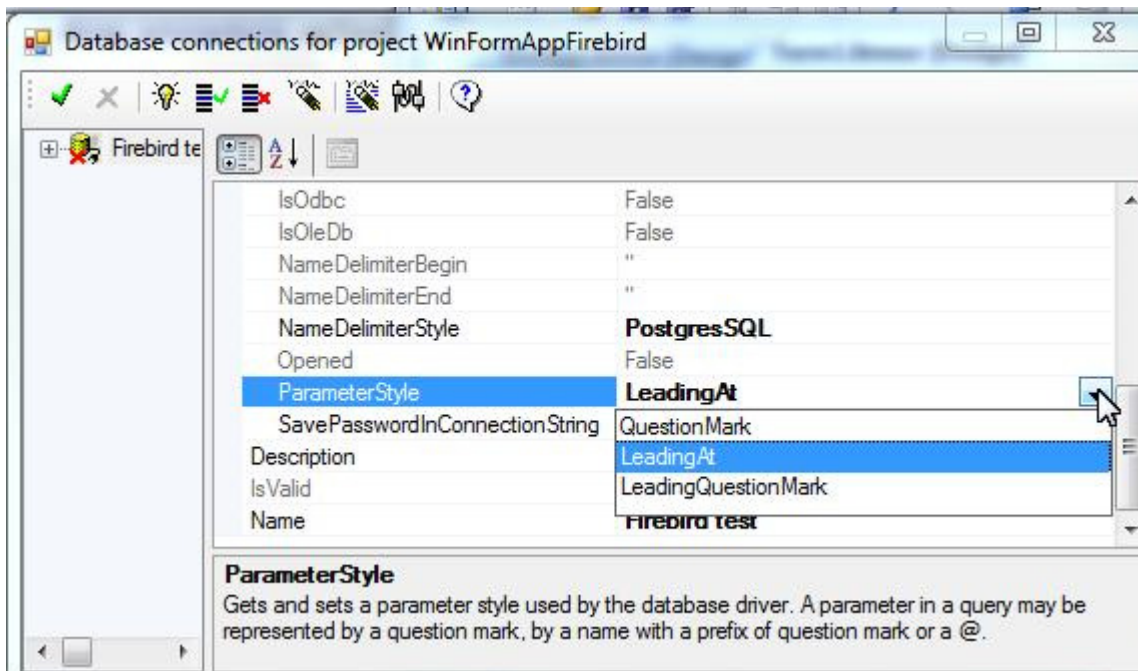 Database connections for project WinFormAppFirebird
Firebird te
IsOdbc False
IsOleDb False
NameDelimiterBegin "
NameDelimiterEnd "
NameDelimiterStyle PostgresSQL
Opened False
ParameterStyle LeadingAt
SavePasswordInConnectionString QuestionMark
Description LeadingAt
IsValid LeadingQuestionMark
Name Firebird test
ParameterStyle
Gets and sets a parameter style used by the database driver. A parameter in a query may be
represented by a question mark, by a name with a prefix of question mark or a @.